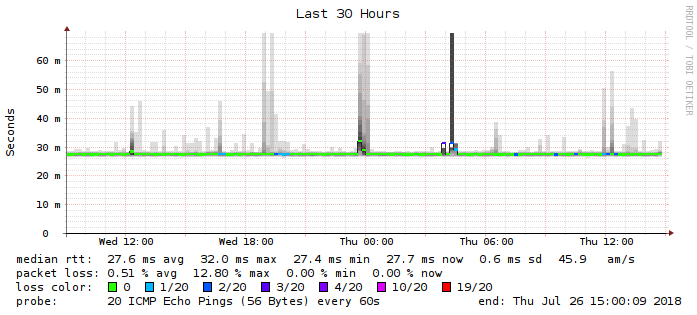 Last 30 Hours
RRDTOOL / TOBI OETIKER
Seconds
60 m
50 m
40 m
30 m
20 m
10 m
0
Wed 12:00 Wed 18:00 Thu 00:00 Thu 06:00 Thu 12:00
median rtt: 27.6 ms avg 32.0 ms max 27.4 ms min 27.7 ms now 0.6 ms sd 45.9 am/s
packet loss: 0.51 % avg 12.80 % max 0.00 % min 0.00 % now
loss color: 0 1/20 2/20 3/20 4/20 10/20 19/20
probe: 20 ICMP Echo Pings (56 Bytes) every 60s end: Thu Jul 26 15:00:09 2018